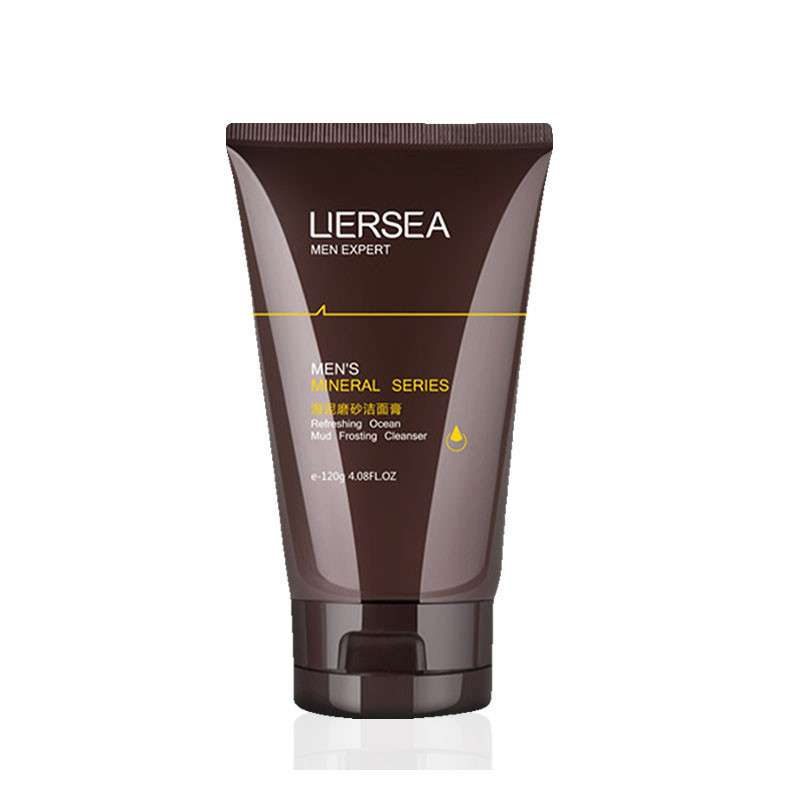 LIERSEA
MEN EXPERT
MEN'S
MINERAL SERIES
海泥磨砂洁面膏
Refreshing Ocean
Mud Frosting Cleanser
e-120g 4.08FL.OZ